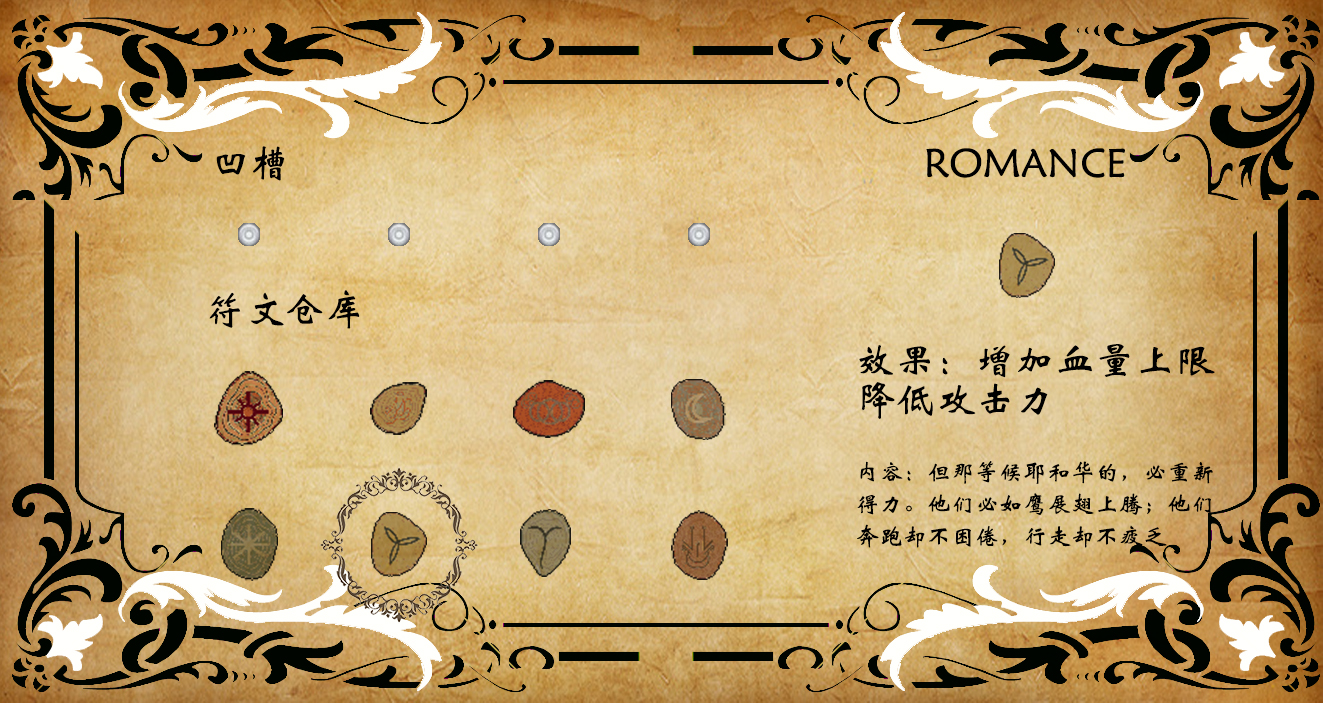 凹槽
符文仓库
ROMANCE
效果：增加血量上限
降低攻击力
内容：但那等候耶和华的，必重新
得力。他们必如鹰展翅上腾；他们
奔跑却不困倦，行走却不疲乏